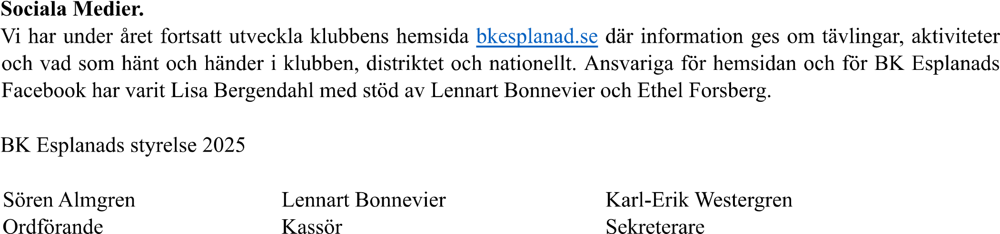 Sociala Medier.
Vi har under året fortsatt utveckla klubbens hemsida bkesplanad.se där information ges om tävlingar, aktiviteter
och vad som hänt och händer i klubben, distriktet och nationellt. Ansvariga för hemsidan och för BK Esplanads
Facebook har varit Lisa Bergendahl med stöd av Lennart Bonnevier och Ethel Forsberg.
BK Esplanads styrelse 2025
Sören Almgren Lennart Bonnevier Karl-Erik Westergren
Ordförande Kassör Sekreterare